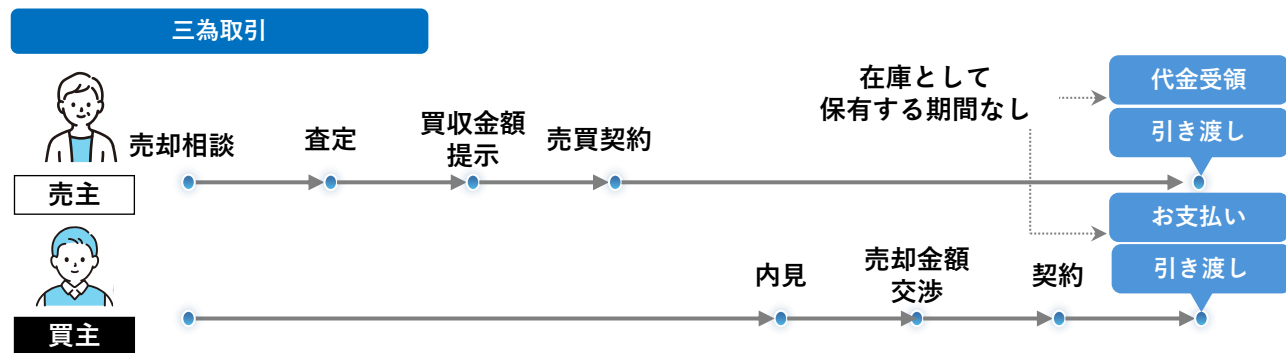 三為取引
売却相談
査定
買収金額
提示
売買契約
在庫として
保有する期間なし
代金受領
引き渡し
売主
お支払い
引き渡し
内見
売却金額
交渉
契約
買主